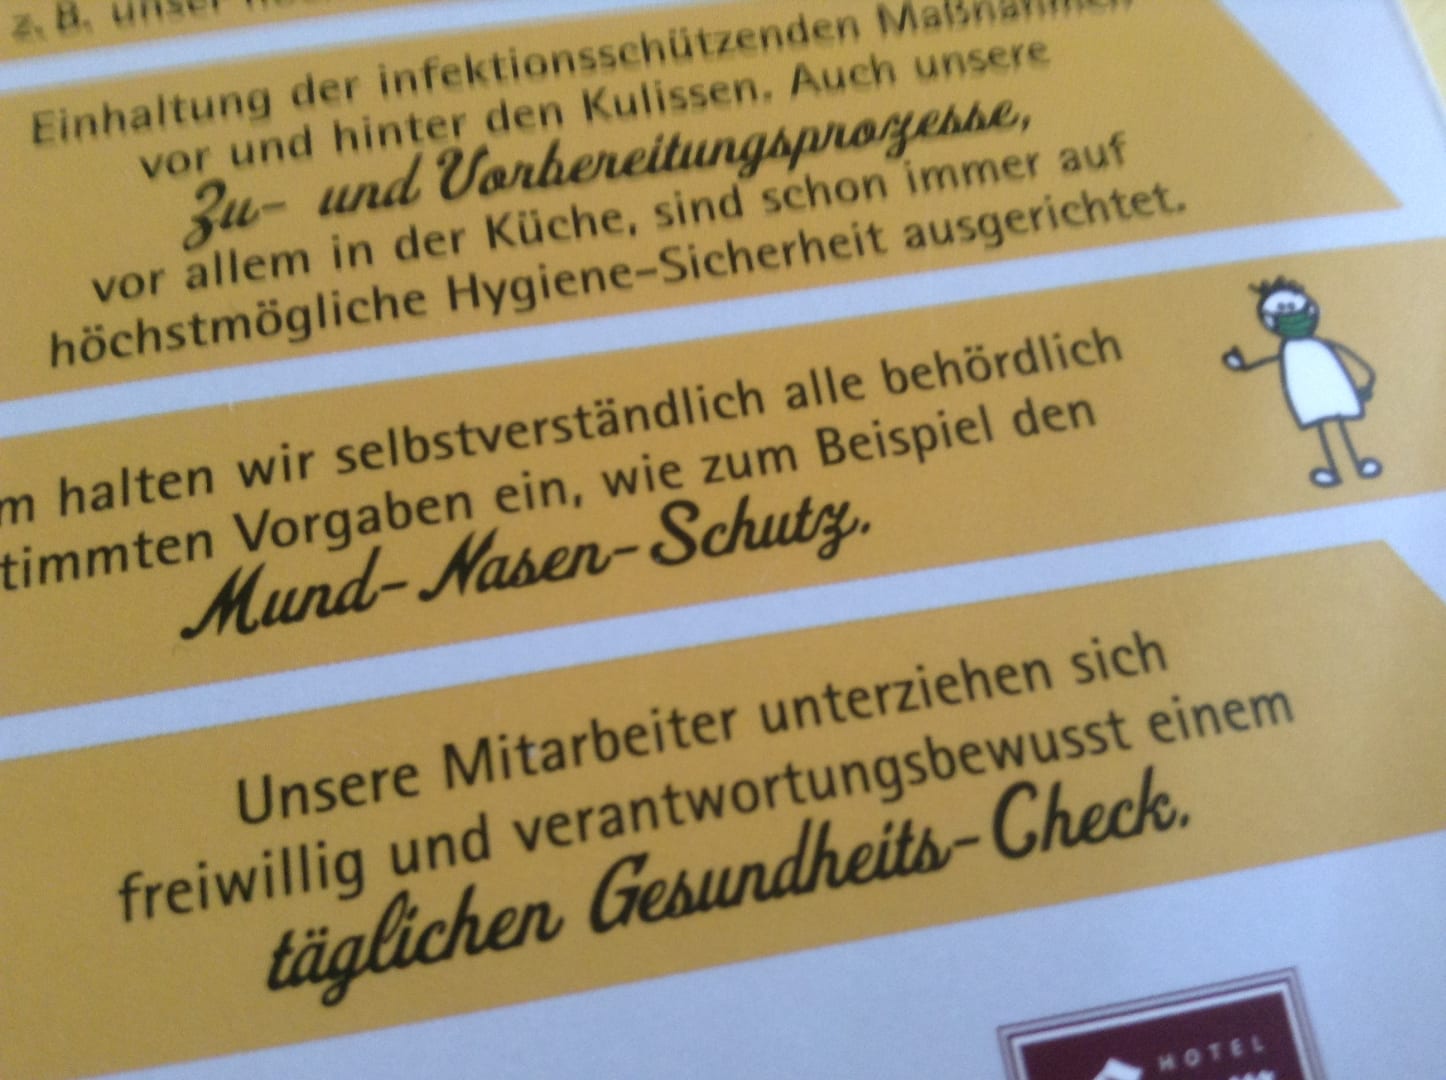 z. B. unser
Einhaltung der infektionsschützenden Maßnahmen
vor und hinter den Kulissen. Auch unsere
Zu- und Vorbereitungsprozesse,
vor allem in der Küche, sind schon immer auf
höchstmögliche Hygiene-Sicherheit ausgerichtet.
m halten wir selbstverständlich alle behördlich
timmten Vorgaben ein, wie zum Beispiel den
Mund-Nasen-Schutz.
Unsere Mitarbeiter unterziehen sich
freiwillig und verantwortungsbewusst einem
täglichen Gesundheits-Check.
HOTEL